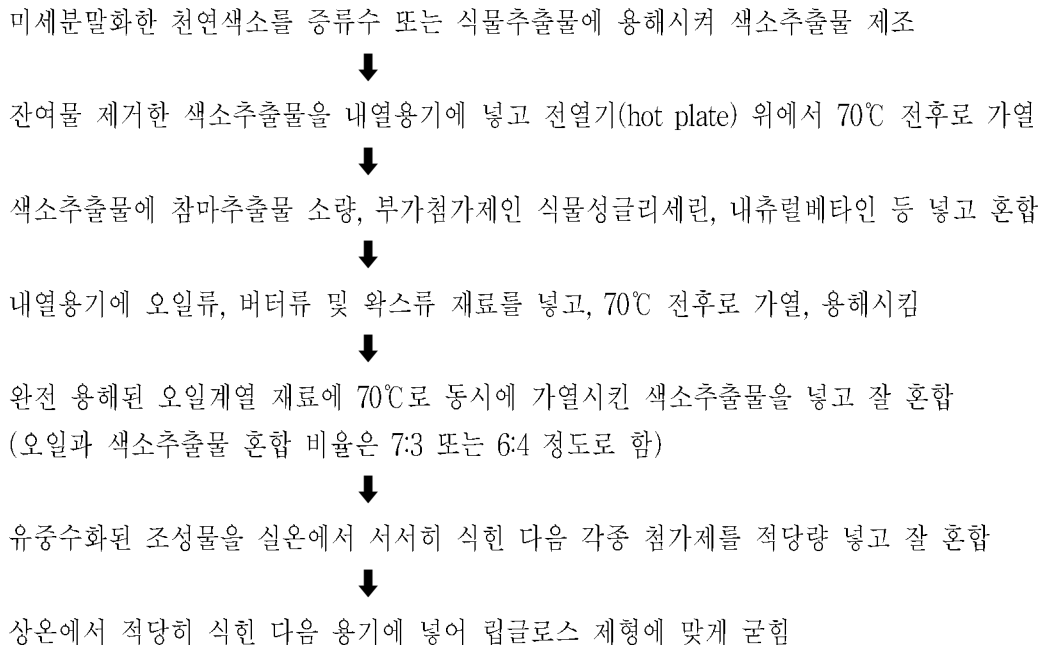 미세분말화한 천연색소를 증류수 또는 식물추출물에 용해시켜 색소추출물 제조
잔여물 제거한 색소추출물을 내열용기에 넣고 전열기(hot plate) 위에서 70℃ 전후로 가열
색소추출물에 참마추출물 소량, 부가첨가제인 식물성글리세린, 내츄럴베타인 등 넣고 혼합
내열용기에 오일류, 버터류 및 왁스류 재료를 넣고, 70℃ 전후로 가열, 용해시킴
완전 용해된 오일계열 재료에 70℃로 동시에 가열시킨 색소추출물을 넣고 잘 혼합
(오일과 색소추출물 혼합 비율은 7:3 또는 6:4 정도로 함)
유중수화된 조성물을 실온에서 서서히 식힌 다음 각종 첨가제를 적당량 넣고 잘 혼합
상온에서 적당히 식힌 다음 용기에 넣어 립글로스 제형에 맞게 굳힘